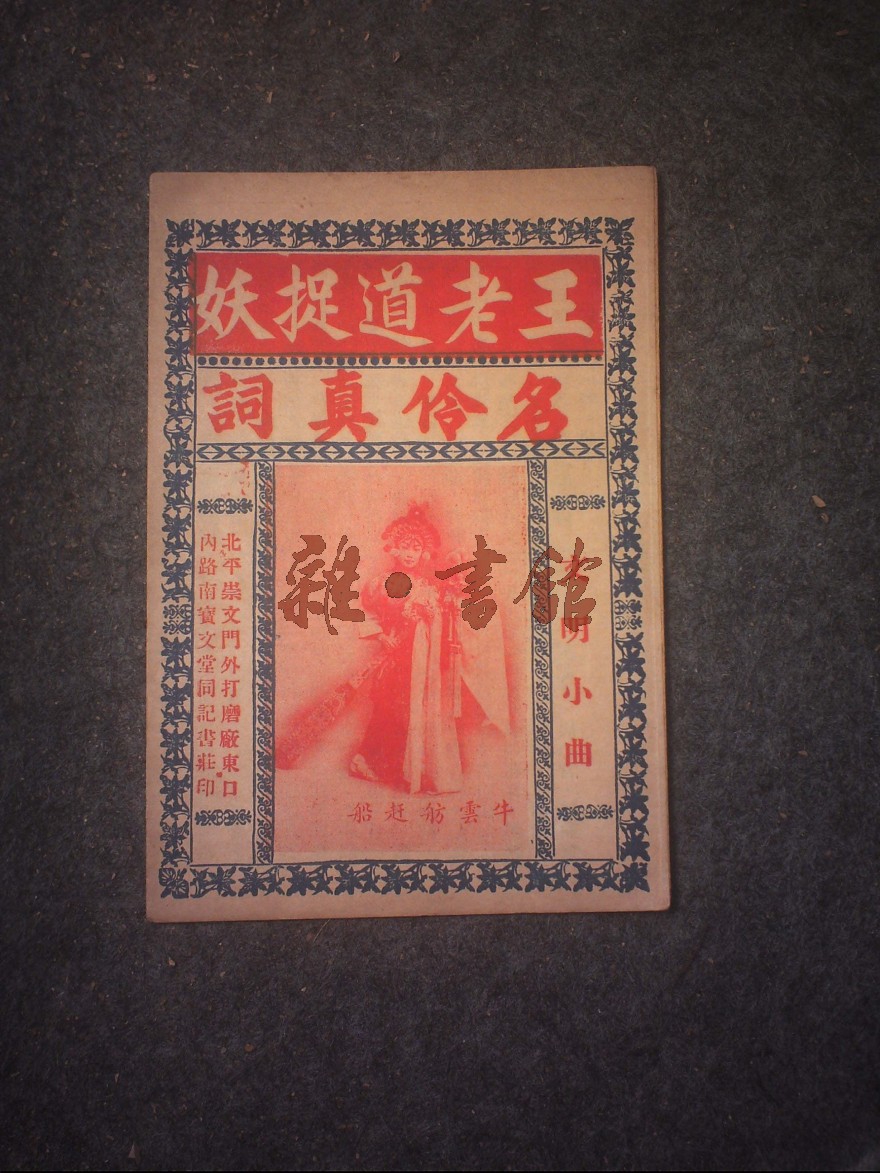 王老道捉妖
名伶真詞
文明小曲
牛雲舫赶船
北平崇文門外打磨廠東口
內路南寶文堂同記書莊印
雜·書館